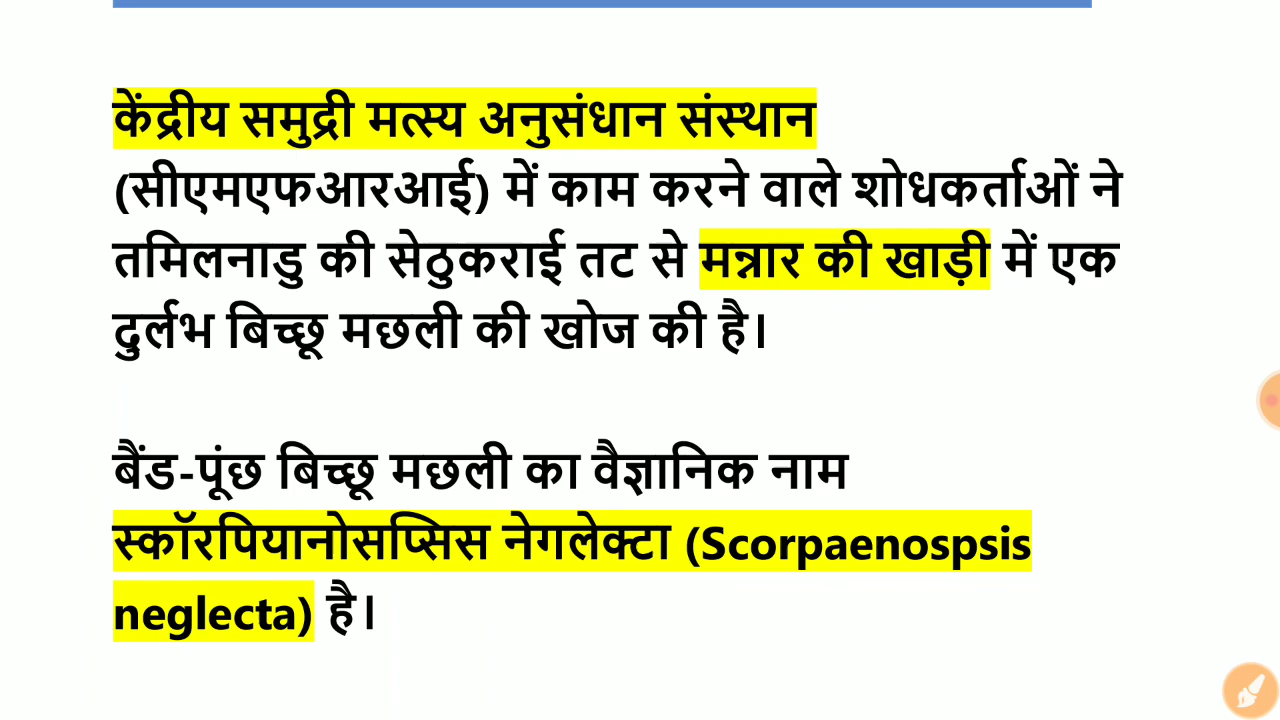 केंद्रीय समुद्री मत्स्य अनुसंधान संस्थान
(सीएमएफआरआई) में काम करने वाले शोधकर्ताओं ने
तमिलनाडु की सेठुकराई तट से मन्नार की खाड़ी में एक
दुर्लभ बिच्छू मछली की खोज की है।
बैंड-पूंछ बिच्छू मछली का वैज्ञानिक नाम
स्कॉरपियानोसप्सिस नेगलेक्टा (Scorpaenospsis
neglecta) है।